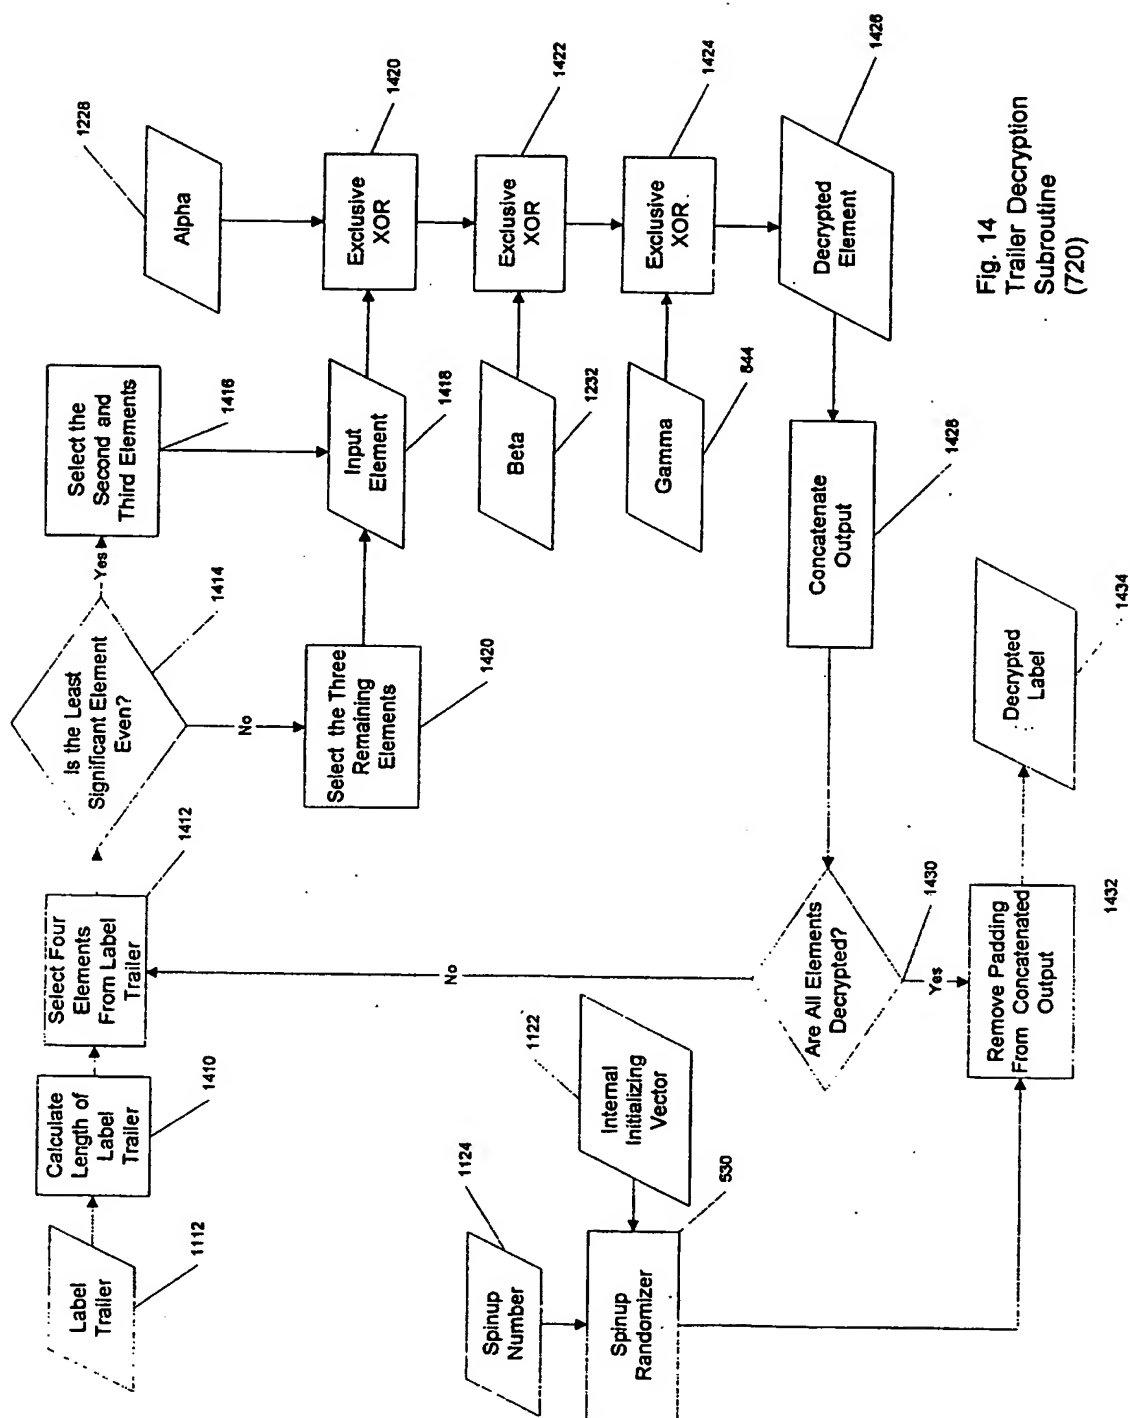 Label
Trailer
1112
Calculate
Length of
Label
Trailer
1410
Select Four
Elements
From Label
Trailer
1412
Is the Least
Significant Element
Even?
1414
Yes
No
Select the
Second and
Third Elements
1416
Select the Three
Remaining
Elements
1420
Input
Element
1418
Alpha
1228
Exclusive
XOR
1420
Beta
1232
Exclusive
XOR
1422
Gamma
844
Exclusive
XOR
1424
Decrypted
Element
1426
Concatenate
Output
1428
Are All Elements
Decrypted?
1430
No
Yes
Spinup
Number
1124
Internal
Initializing
Vector
1122
Spinup
Randomizer
530
Remove Padding
From Concatenated
Output
1432
Decrypted
Label
1434
Fig. 14
Trailer Decryption
Subroutine
(720)